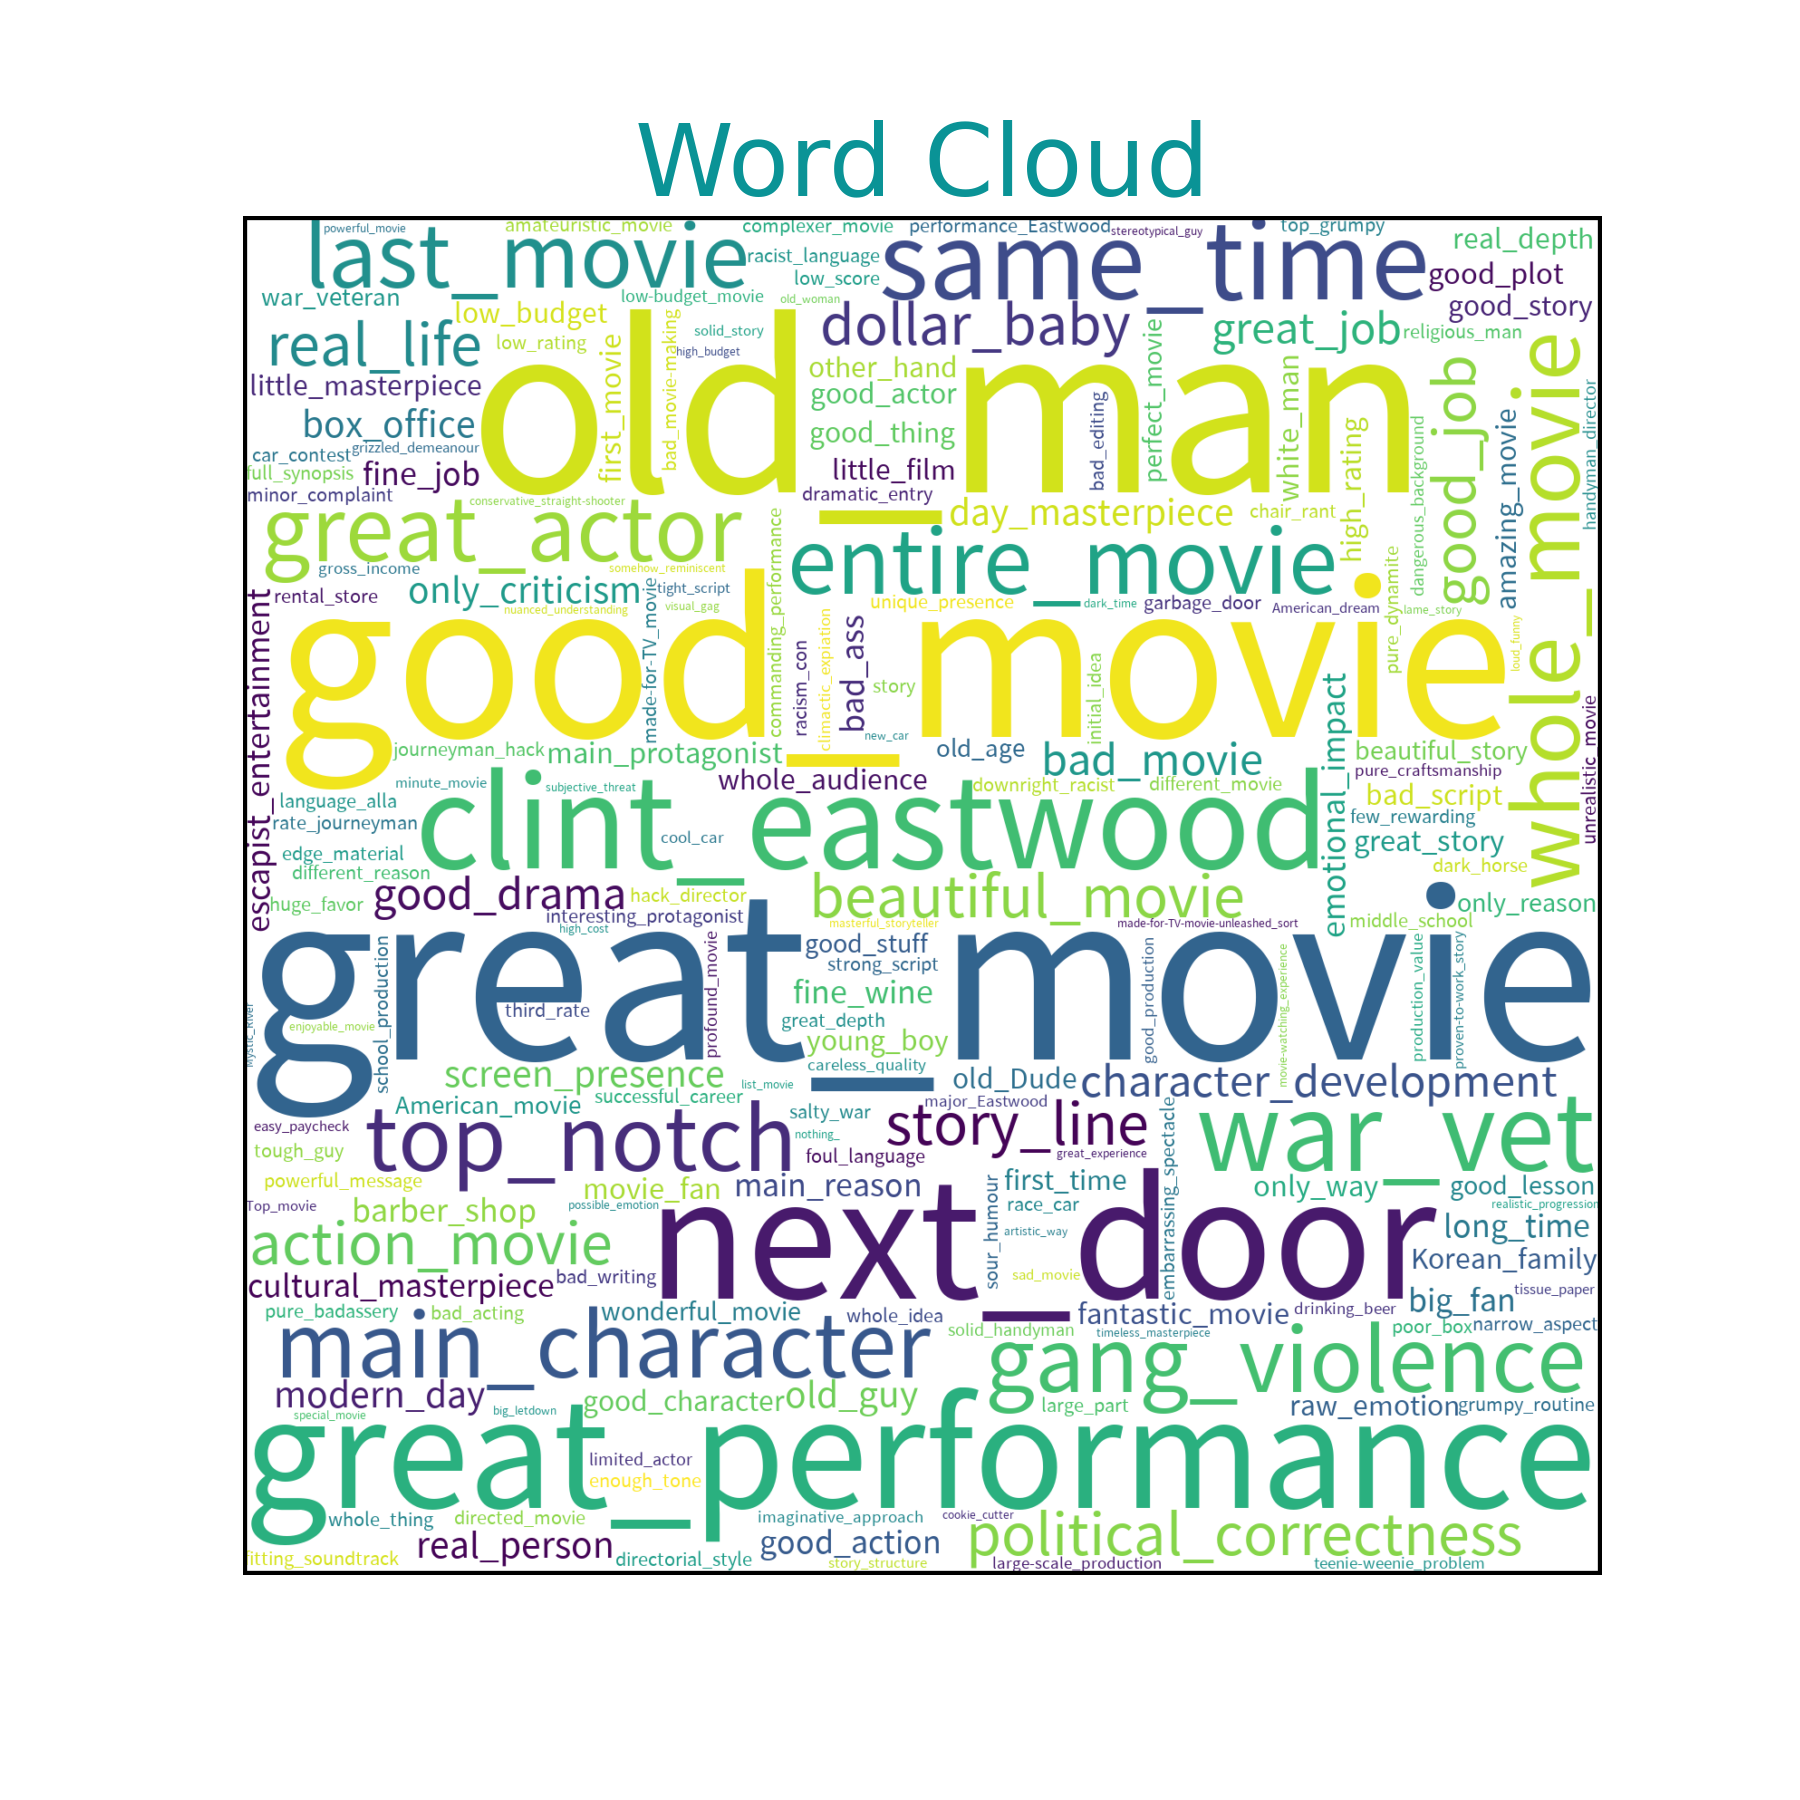 Word Cloud
powerful_movie amateuristic_movie complexer_movie performance_Eastwood stereotypical_guy top_grumpy
last_movie racist_language same_time real_depth
low_score good_plot
war_veteran low-budget_movie old_woman good_story
low_budget solid_story dollar_baby great_job religious_man
real_life low_rating high_budget
old_man
first_movie bad_movie-making other_hand perfect_movie white_man
little_masterpiece good_actor bad_editing good_job whole_movie handyman_director
box_office good_thing high_rating dangerous_background amazing_movie
car_contest grizzled_demeanour
full_synopsis fine_job little_film
minor_complaint conservative_straight-shooter dramatic_entry
great_actor day_masterpiece chair_rant
commanding_performance entire_movie
gross_income somehow_reminiscent pure_dynamite
only_criticism made-for-TV_movie tight_script
escapist_entertainment rental_store nuanced_understanding visual_gag unique_presence dark_time garbage_door American_dream lame_story
good_movie
racism_con climactic_expiation bad_ass story initial_idea loud_funny
new_car emotional_impact unrealistic_movie
journeyman_hack main_protagonist old_age bad_movie beautiful_story
minute_movie subjective_threat whole_audience downright_racist different_movie pure_craftsmanship
language_alla clint_eastwood bad_script
rate_journeyman cool_car few_rewarding
edge_material great_story
different_reason dark_horse
huge_favor good_drama hack_director beautiful_movie only_reason
interesting_protagonist masterful_storyteller made-for-TV-movie-unleashed_sort middle_school
high_cost
great_movie
school_production profound_movie good_stuff good_production movie-watching_experience production_value proven-to-work_story
strong_script
third_rate fine_wine
Mystic_River enjoyable_movie great_depth
young_boy
screen_presence careless_quality
list_movie old_Dude character_development
American_movie successful_career salty_war major_Eastwood embarrassing_spectacle
easy_paycheck top_notch nothing_ story_line war_vet
tough_guy foul_language great_experience
powerful_message movie_fan main_reason first_time only_way good_lesson
Top_movie barber_shop possible_emotion sour_humour race_car realistic_progression
action_movie next_door artistic_way long_time
Korean_family
cultural_masterpiece bad_writing sad_movie tissue_paper
pure_badassery bad_acting wonderful_movie whole_idea fantastic_movie drinking_beer big_fan
main_character solid_handyman timeless_masterpiece poor_box narrow_aspect
gang_violence
modern_day good_character old_guy
special_movie big_letdown large_part raw_emotion grumpy_routine
great_performance
limited_actor
enough_tone
whole_thing directed_movie imaginative_approach cookie_cutter
fitting_soundtrack real_person directorial_style good_action political_correctness
story_structure large-scale_production teenie-weenie_problem